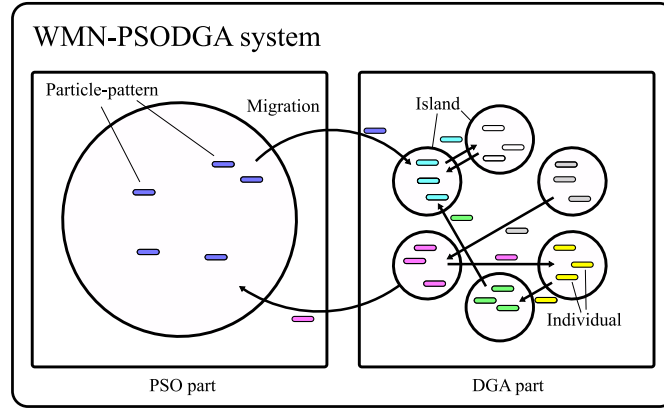 WMN-PSODGA system
Particle-pattern
Migration
Island
Individual
PSO part
DGA part